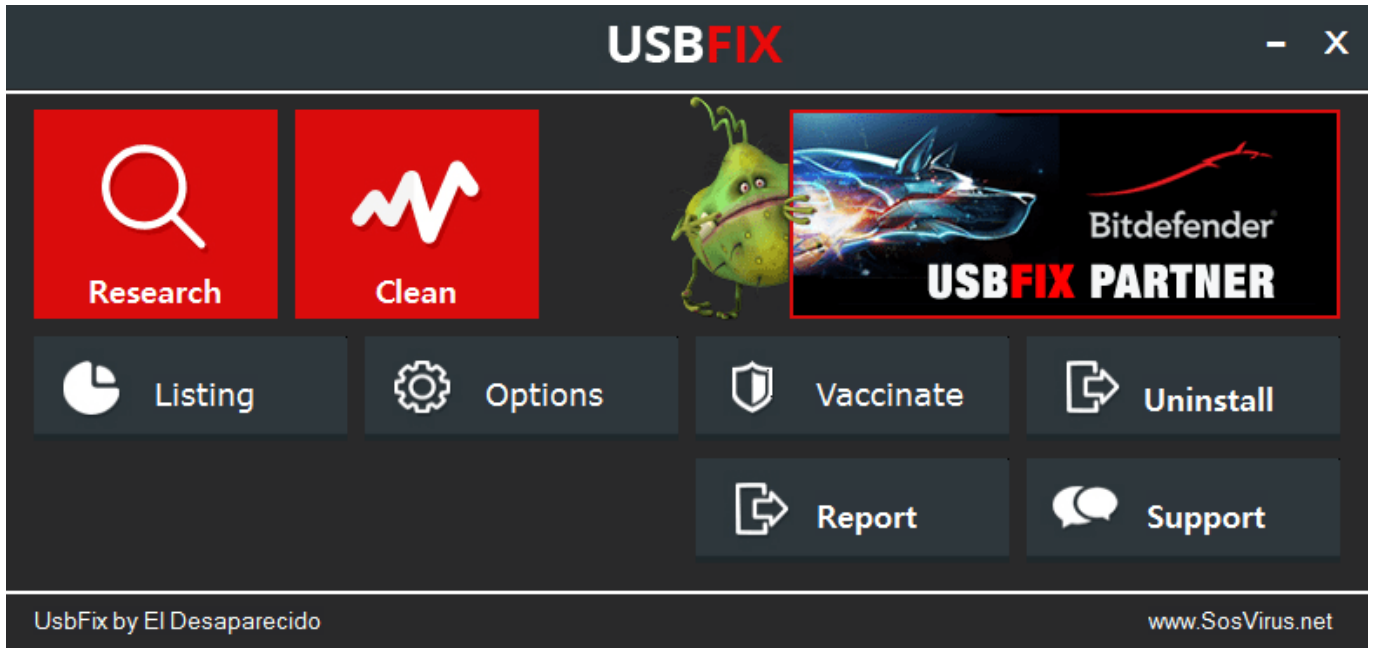 USBFIX
– X
Research
Clean
Bitdefender
USBFIX PARTNER
Listing
Options
Vaccinate
Uninstall
Report
Support
UsbFix by El Desaparecido
www.SosVirus.net